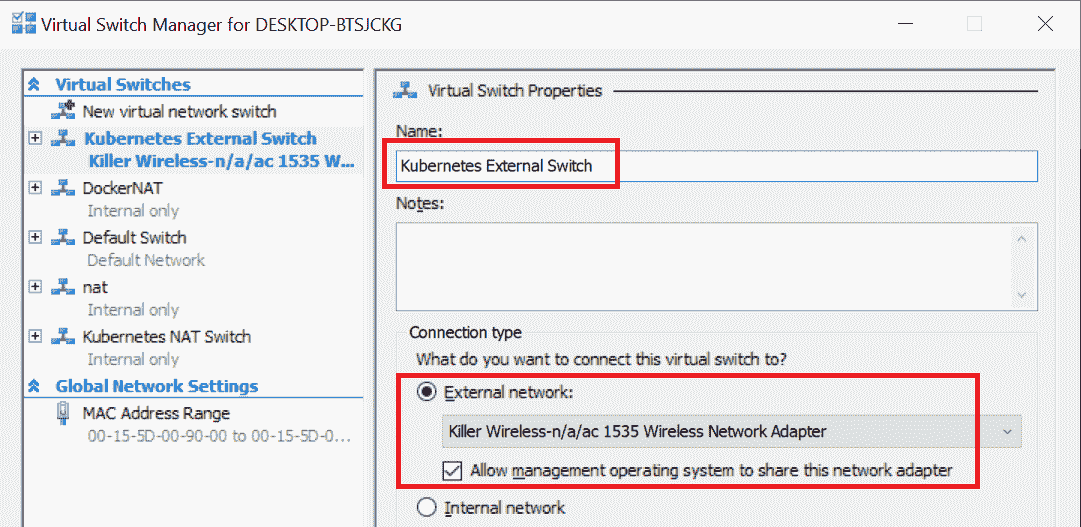 Virtual Switch Manager for DESKTOP-BTSJCKG
Virtual Switches
New virtual network switch
Kubernetes External Switch
Killer Wireless-n/a/ac 1535 W...
DockerNAT
Internal only
Default Switch
Default Network
nat
Internal only
Kubernetes NAT Switch
Internal only
Global Network Settings
MAC Address Range
00-15-5D-00-90-00 to 00-15-5D-0...
Virtual Switch Properties
Name:
Kubernetes External Switch
Notes:
Connection type
What do you want to connect this virtual switch to?
External network:
Killer Wireless-n/a/ac 1535 Wireless Network Adapter
Allow management operating system to share this network adapter
Internal network